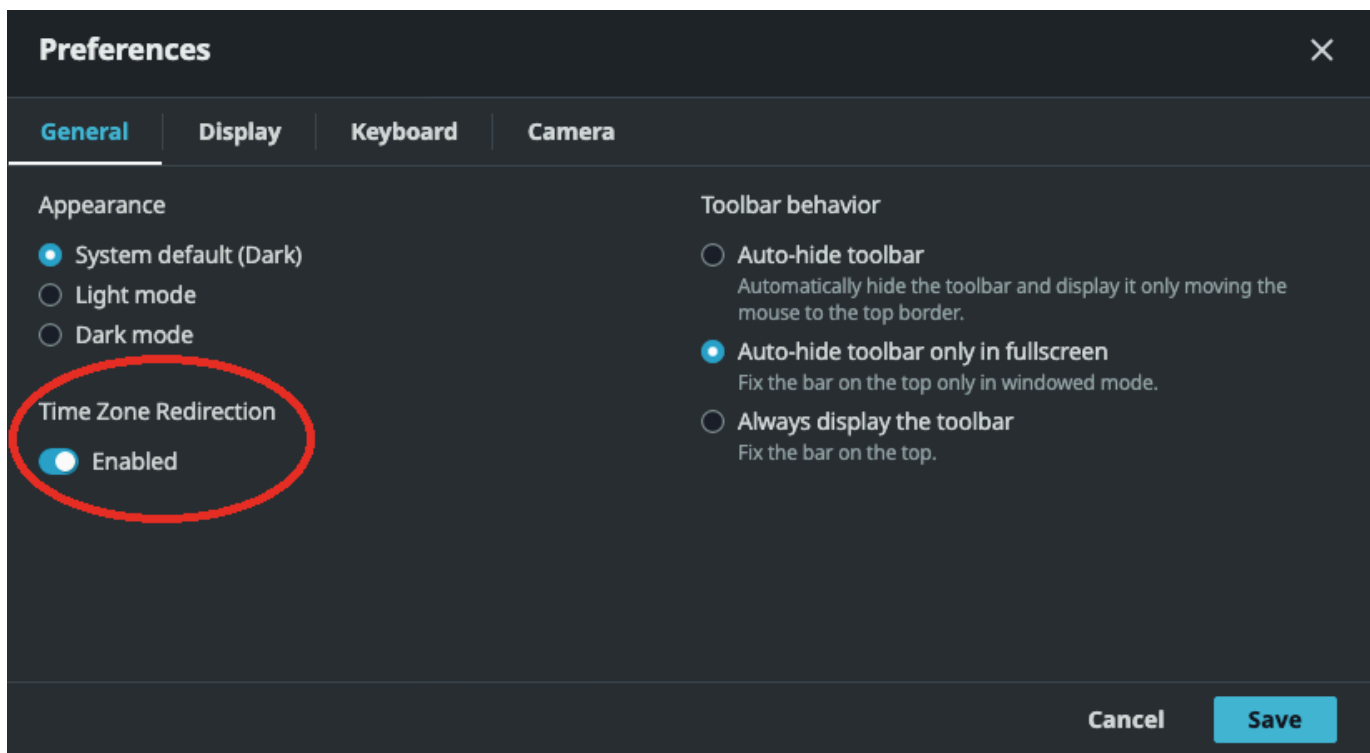 Preferences
General
Display
Keyboard
Camera
Appearance
System default (Dark)
Light mode
Dark mode
Time Zone Redirection
Enabled
Toolbar behavior
Auto-hide toolbar
Automatically hide the toolbar and display it only moving the
mouse to the top border.
Auto-hide toolbar only in fullscreen
Fix the bar on the top only in windowed mode.
Always display the toolbar
Fix the bar on the top.
Cancel
Save